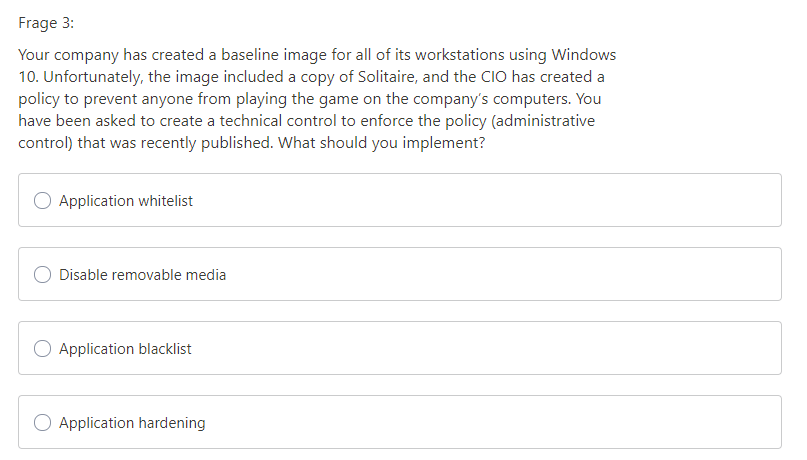 Frage 3:
Your company has created a baseline image for all of its workstations using Windows
10. Unfortunately, the image included a copy of Solitaire, and the CIO has created a
policy to prevent anyone from playing the game on the company's computers. You
have been asked to create a technical control to enforce the policy (administrative
control) that was recently published. What should you implement?
Application whitelist
Disable removable media
Application blacklist
Application hardening